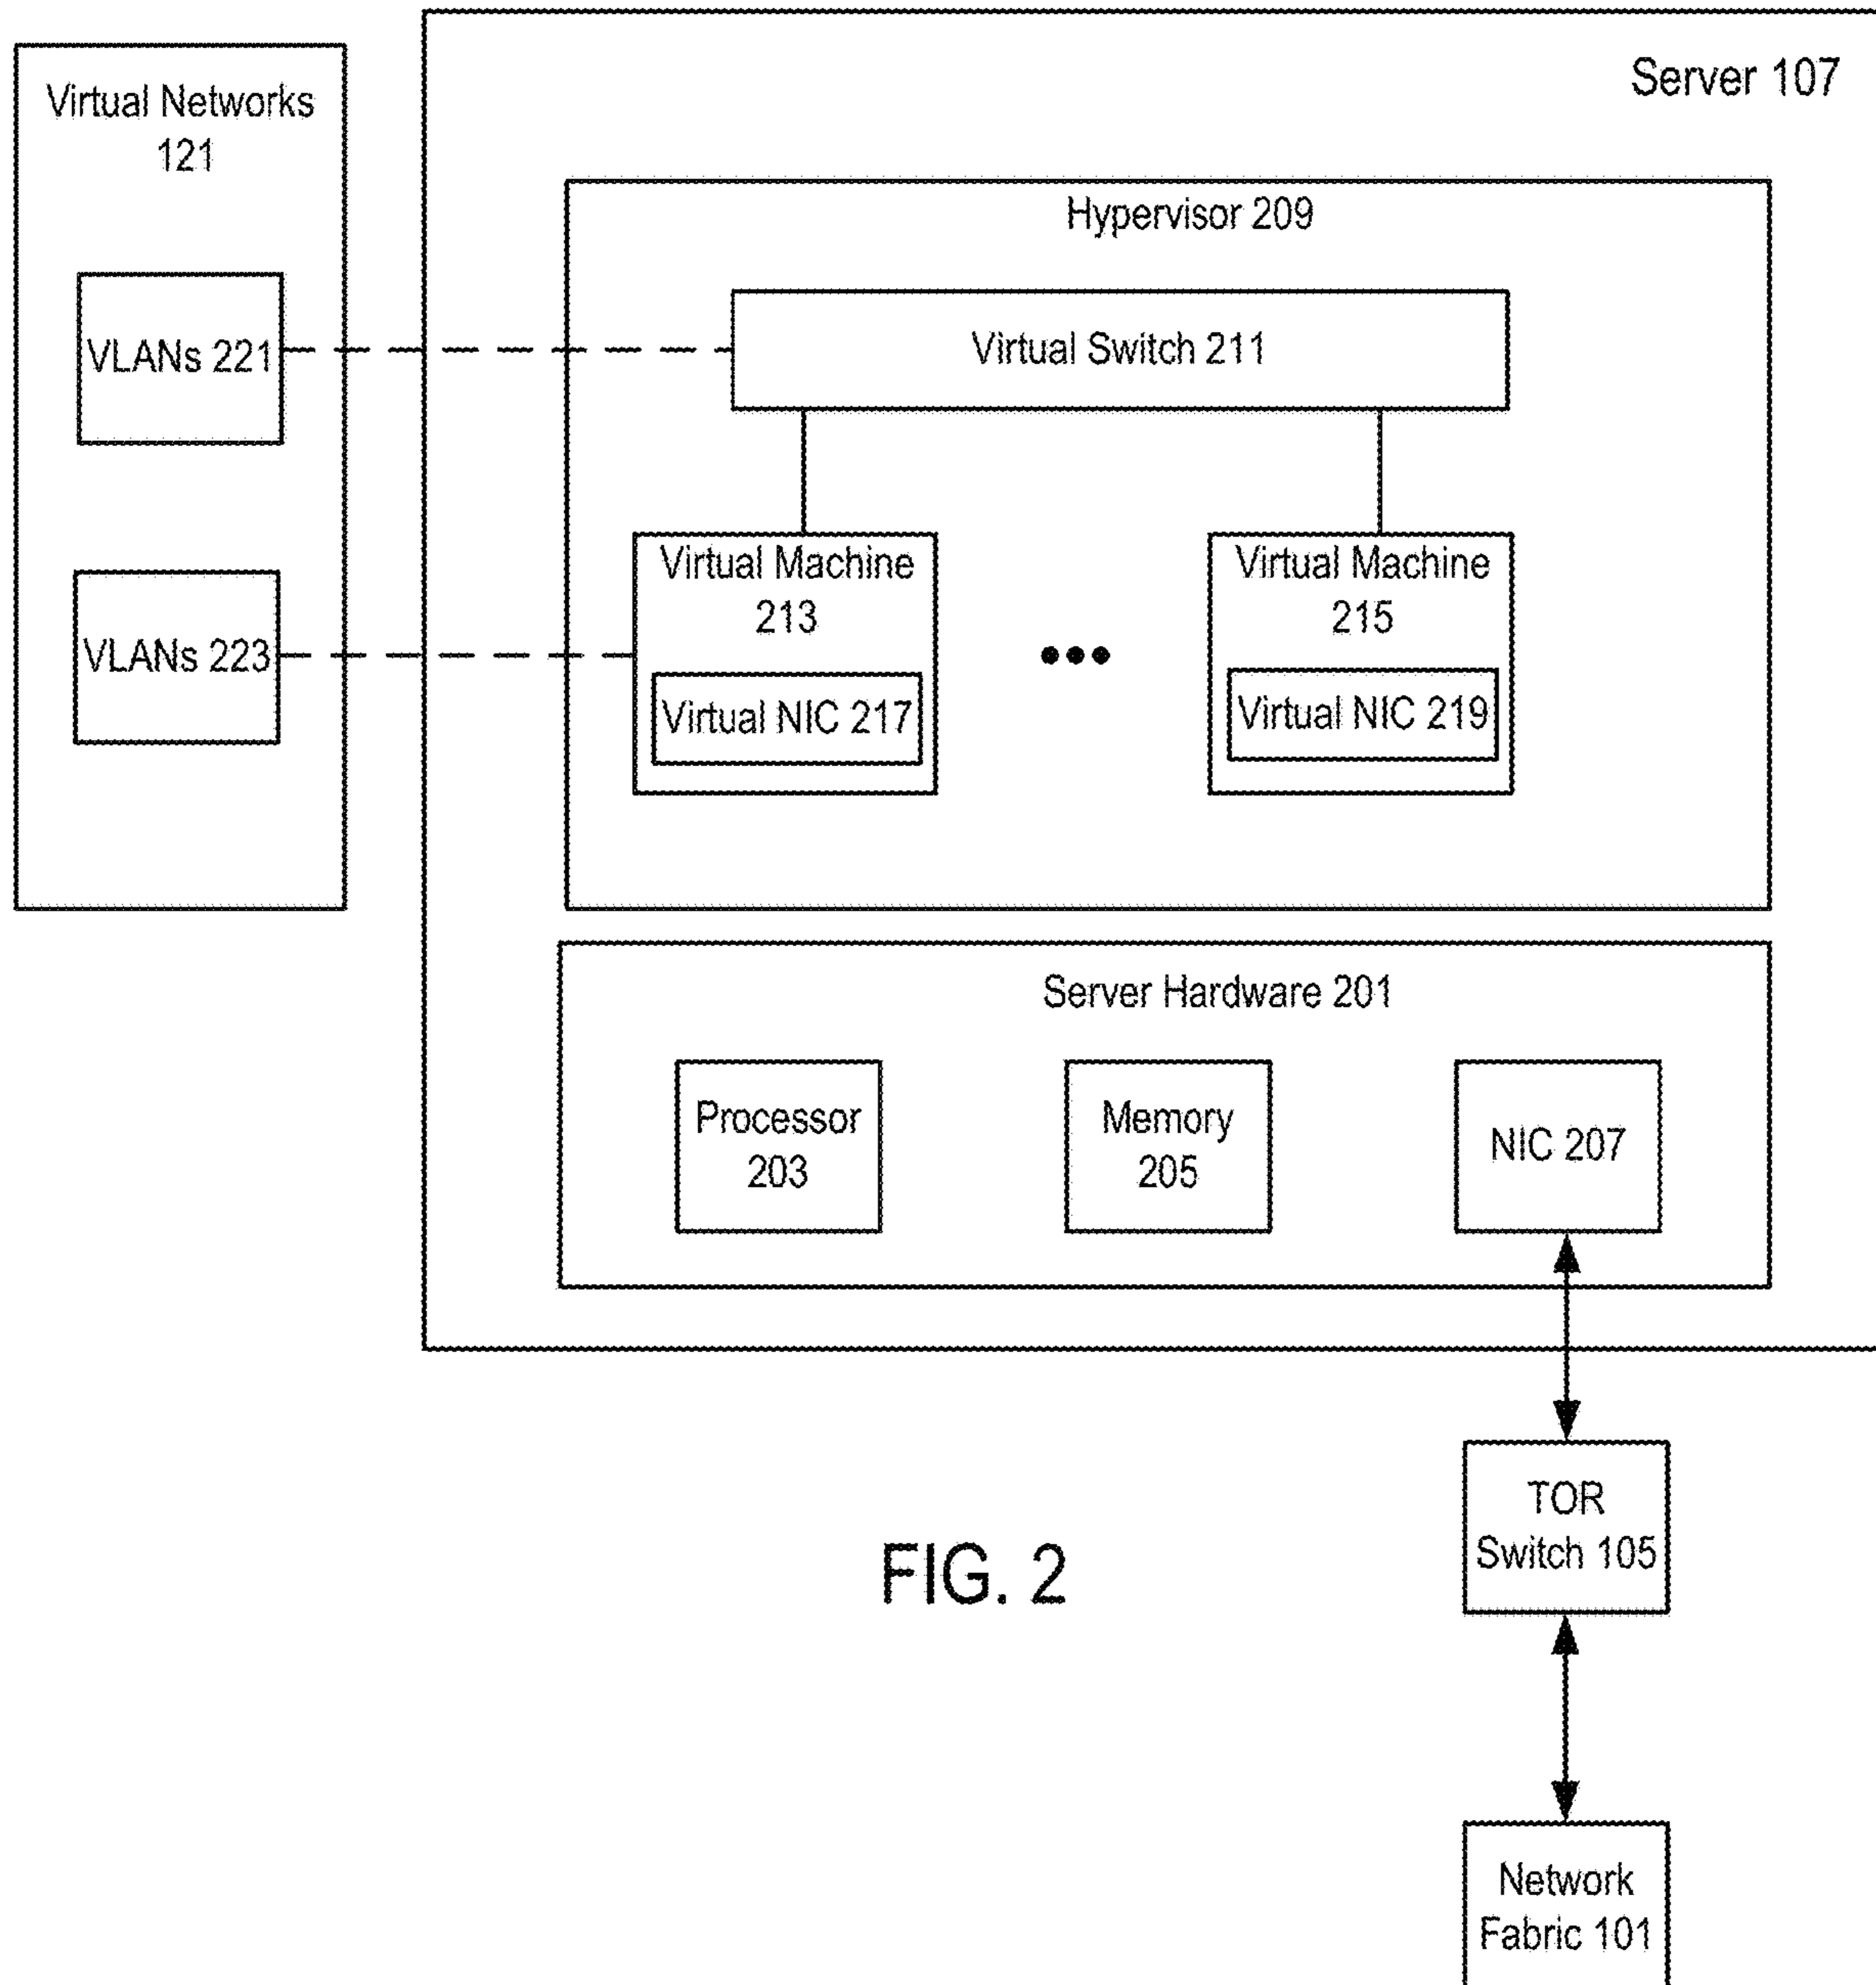 Server 107
Virtual Networks
121
Hypervisor 209
VLANs 221
Virtual Switch 211
VLANs 223
Virtual Machine
213
Virtual NIC 217
Virtual Machine
215
Virtual NIC 219
Server Hardware 201
Processor
203
Memory
205
NIC 207
TOR
Switch 105
FIG. 2
Network
Fabric 101